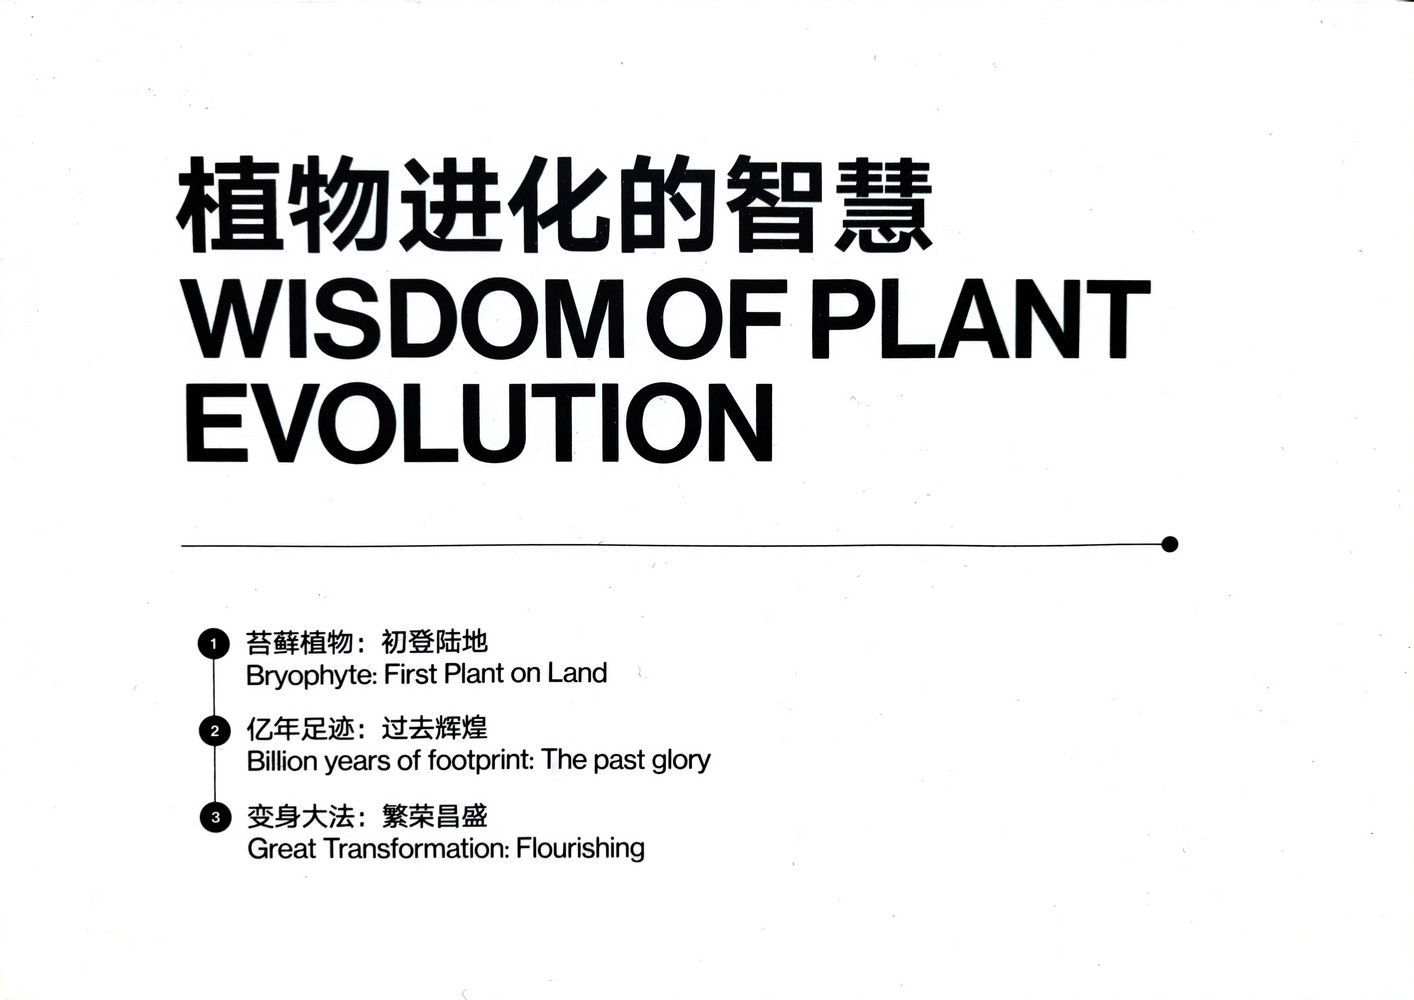 植物进化的智慧
WISDOM OF PLANT
EVOLUTION
1 苔藓植物：初登陆地
Bryophyte: First Plant on Land
2 亿年足迹：过去辉煌
Billion years of footprint: The past glory
3 变身大法：繁荣昌盛
Great Transformation: Flourishing